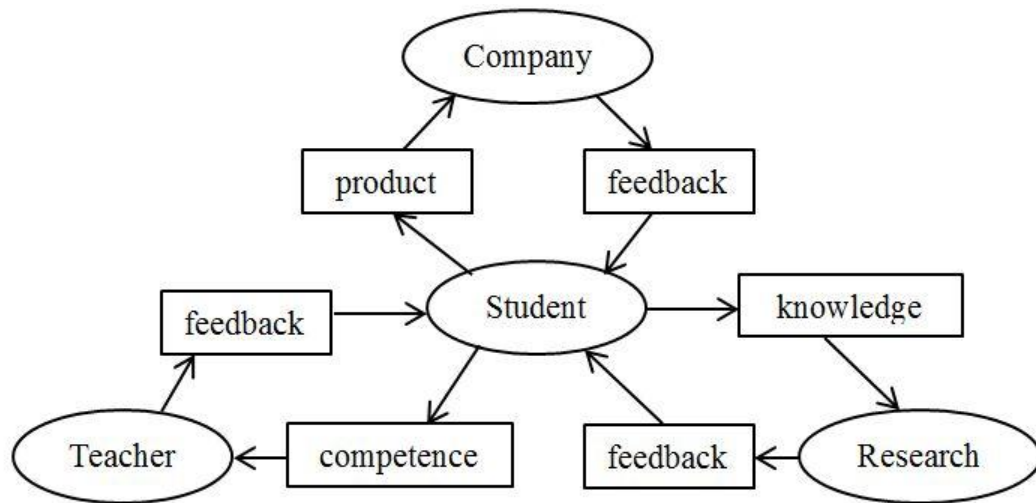 Company
product
feedback
Student
knowledge
feedback
Teacher
competence
feedback
Research